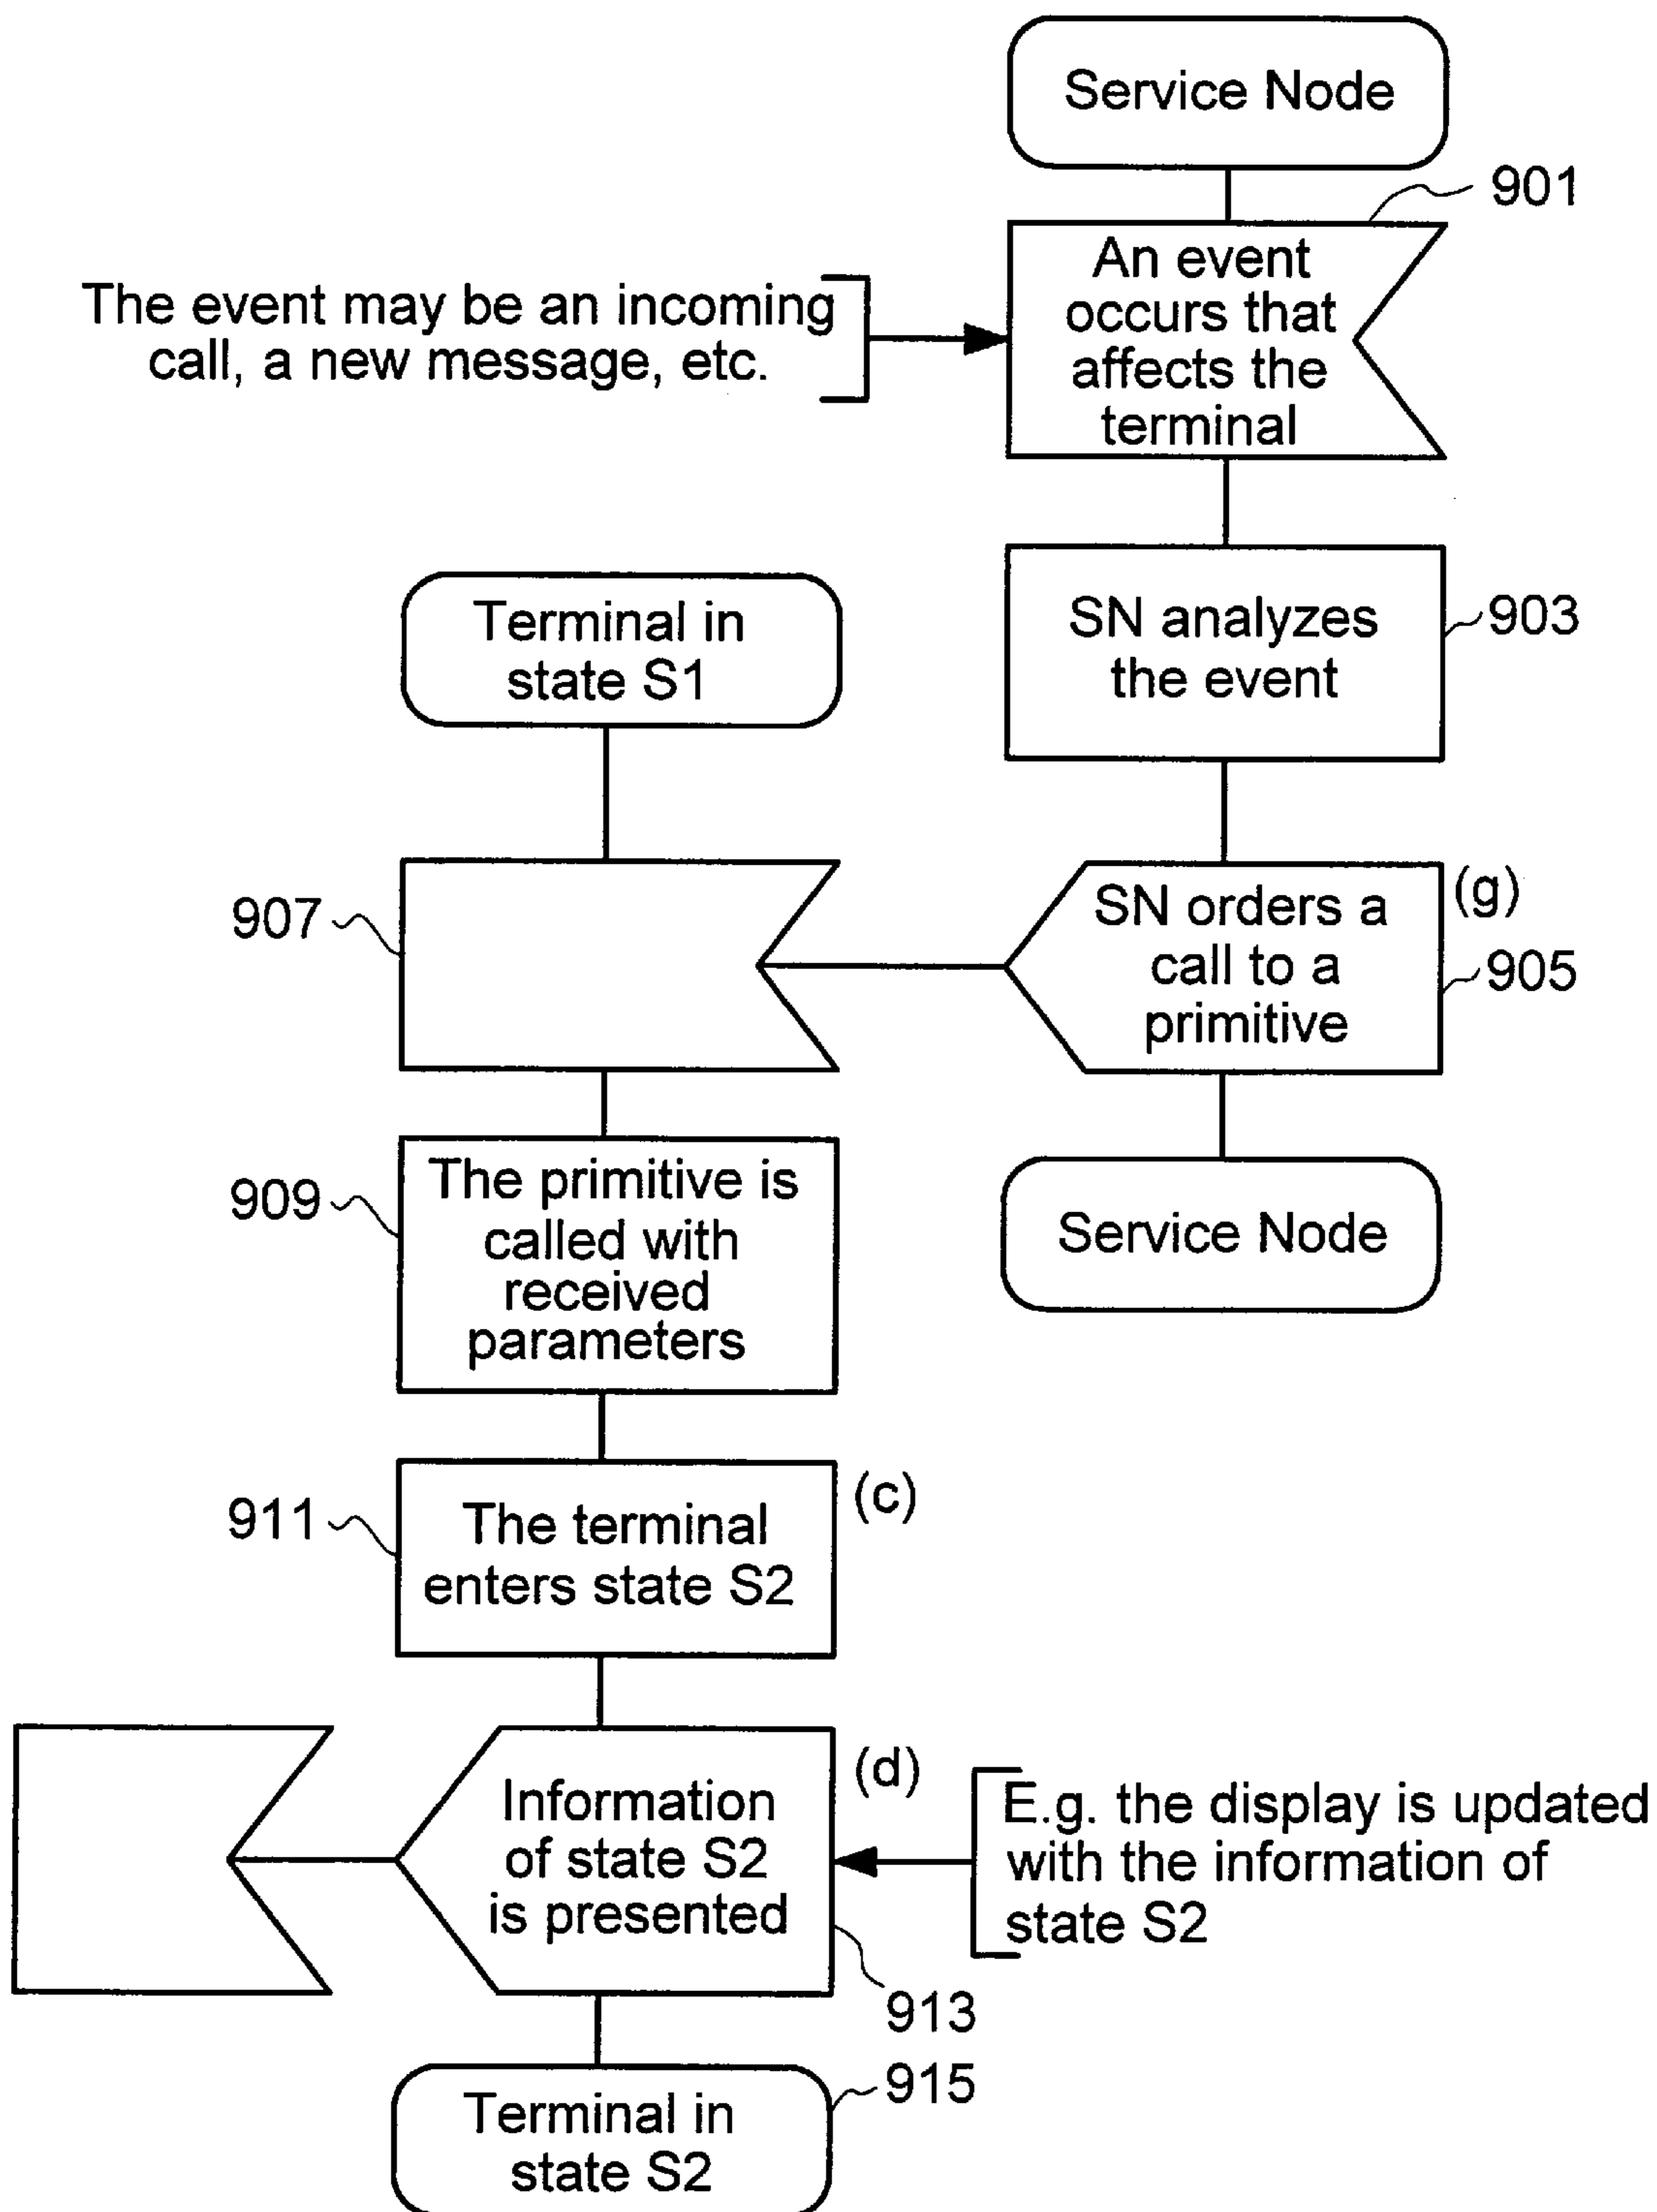 Service Node
901
An event
occurs that
affects the
terminal
The event may be an incoming
call, a new message, etc.
SN analyzes
the event
903
Terminal in
state S1
907
SN orders a
call to a
primitive
(g)
905
Service Node
909
The primitive is
called with
received
parameters
911
The terminal
enters state S2
(c)
Information
of state S2
is presented
(d)
E.g. the display is updated
with the information of
state S2
913
915
Terminal in
state S2